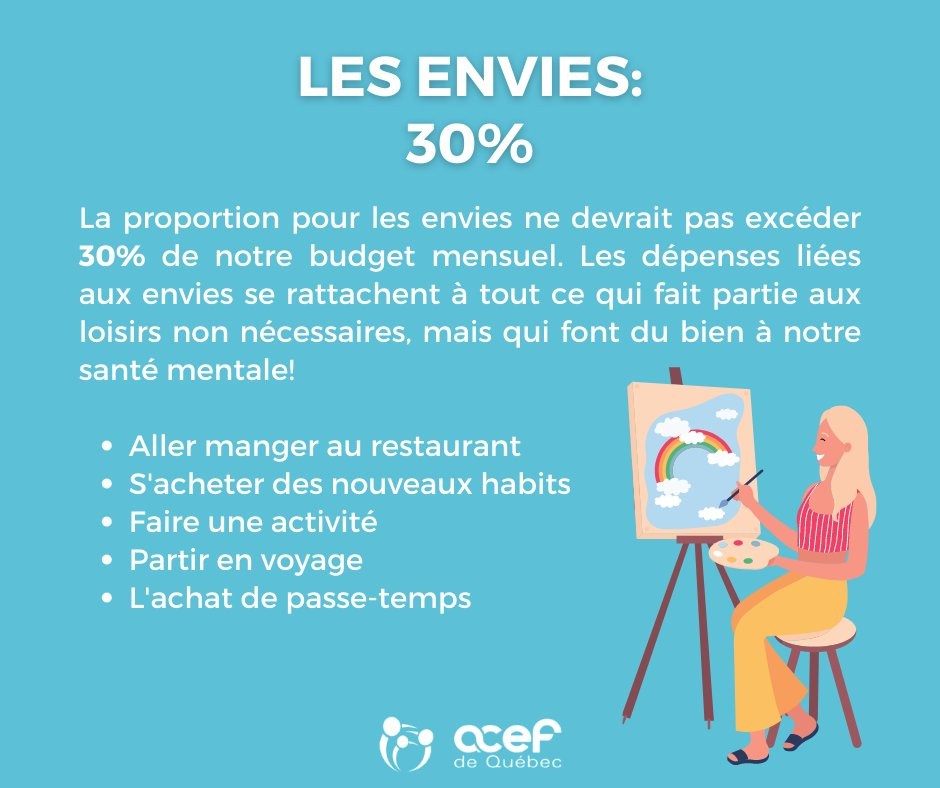 LES ENVIES:
30%
La proportion pour les envies ne devrait pas excéder
30% de notre budget mensuel. Les dépenses liées
aux envies se rattachent à tout ce qui fait partie aux
loisirs non nécessaires, mais qui font du bien à notre
santé mentale!
• Aller manger au restaurant
• S'acheter des nouveaux habits
• Faire une activité
• Partir en voyage
• L'achat de passe-temps
acef
de Québec